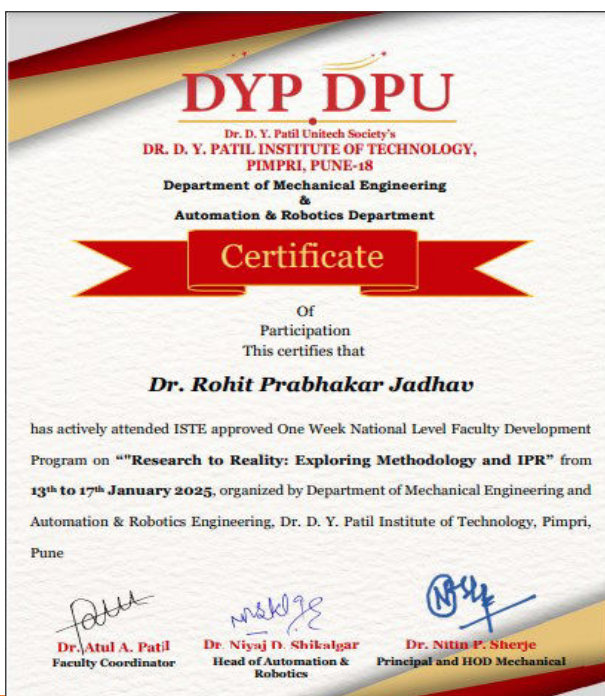 DYP DPU
Dr. D. Y. Patil Unitech Society's
DR. D. Y. PATIL INSTITUTE OF TECHNOLOGY,
PIMPRI, PUNE-18
Department of Mechanical Engineering
&
Automation & Robotics Department
Certificate
Of
Participation
This certifies that
Dr. Rohit Prabhakar Jadhav
has actively attended ISTE approved One Week National Level Faculty Development
Program on “"Research to Reality: Exploring Methodology and IPR” from
13th to 17th January 2025, organized by Department of Mechanical Engineering and
Automation & Robotics Engineering, Dr. D. Y. Patil Institute of Technology, Pimpri,
Pune
Dr. Atul A. Patil Dr. Niyaj D. Shikalgar Dr. Nitin P. Sherje
Faculty Coordinator Head of Automation & Principal and HOD Mechanical
Robotics